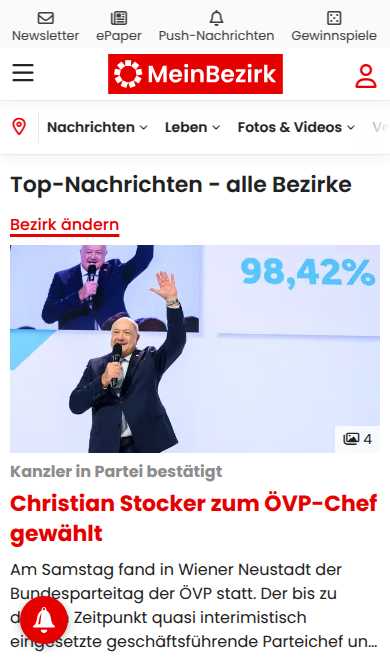 Newsletter ePaper Push-Nachrichten Gewinnspiele
MeinBezirk
Nachrichten Leben Fotos & Videos
Top-Nachrichten - alle Bezirke
Bezirk ändern
98,42%
4
Kanzler in Partei bestätigt
Christian Stocker zum ÖVP-Chef
gewählt
Am Samstag fand in Wiener Neustadt der
Bundesparteitag der ÖVP statt. Der bis zu
Zeitpunkt quasi interimistisch
eingesetzte geschäftsführende Parteichef un...